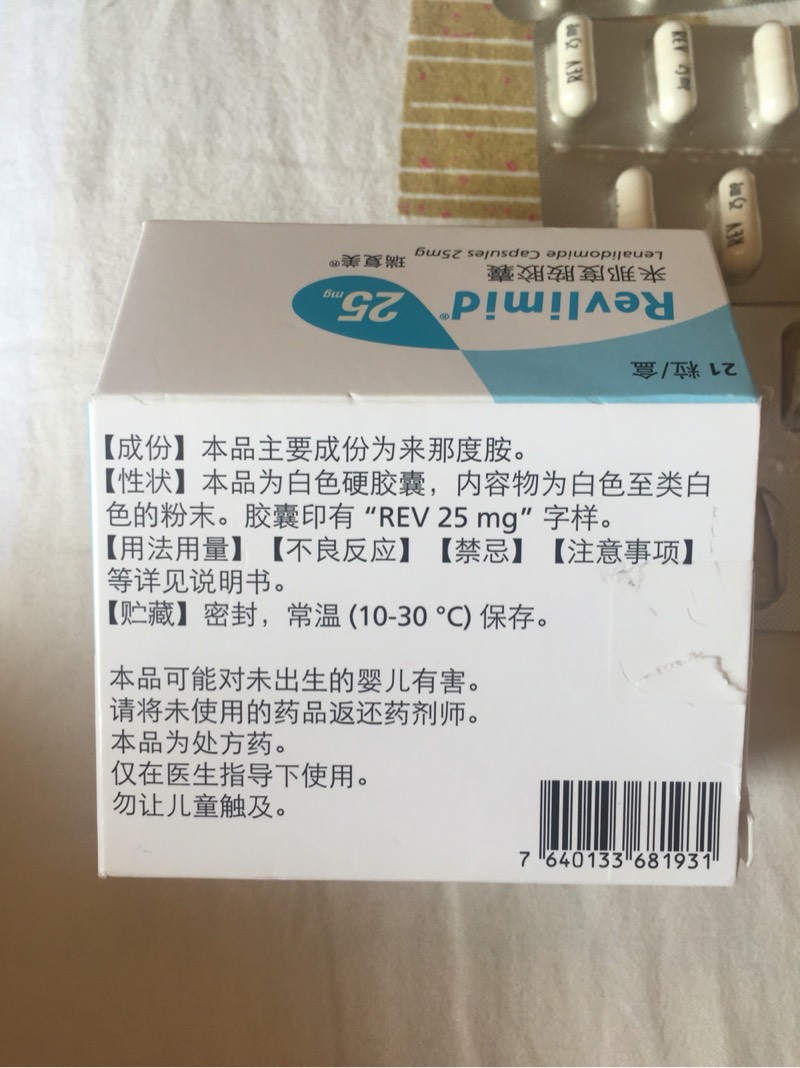 REV 25 mg
REV 25 mg
REV 25 mg
Revlimid® 25 mg
来那度胺胶囊
Lenalidomide Capsules 25mg 瑞复美®
21 粒/盒
【成份】本品主要成份为来那度胺。
【性状】本品为白色硬胶囊，内容物为白色至类白
色的粉末。胶囊印有 “REV 25 mg” 字样。
【用法用量】【不良反应】【禁忌】【注意事项】
等详见说明书。
【贮藏】密封，常温 (10-30 °C) 保存。
本品可能对未出生的婴儿有害。
请将未使用的药品返还药剂师。
本品为处方药。
仅在医生指导下使用。
勿让儿童触及。
7 640133 681931